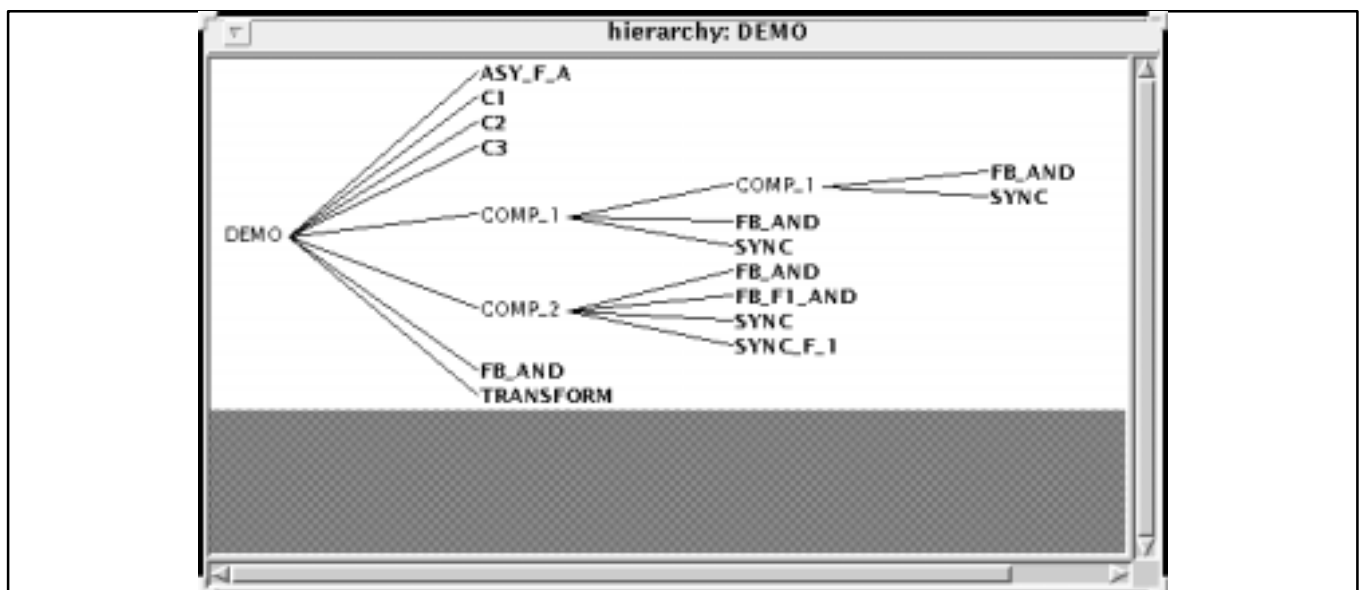 hierarchy: DEMO
ASY_F_A
C1
C2
C3
FB_AND
COMP_1
SYNC
COMP_1
FB_AND
DEMO
SYNC
FB_AND
FB_F1_AND
COMP_2
SYNC
SYNC_F_1
FB_AND
TRANSFORM